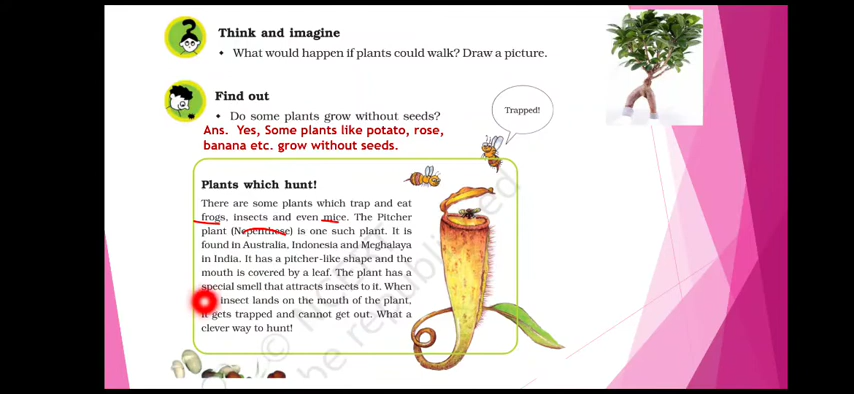 Think and imagine
• What would happen if plants could walk? Draw a picture.
Find out
• Do some plants grow without seeds?
Ans. Yes, Some plants like potato, rose,
banana etc. grow without seeds.
Trapped!
Plants which hunt!
There are some plants which trap and eat
frogs, insects and even mice. The Pitcher
plant (Nepenthese) is one such plant. It is
found in Australia, Indonesia and Meghalaya
in India. It has a pitcher-like shape and the
mouth is covered by a leaf. The plant has a
special smell that attracts insects to it. When
insect lands on the mouth of the plant,
it gets trapped and cannot get out. What a
clever way to hunt!